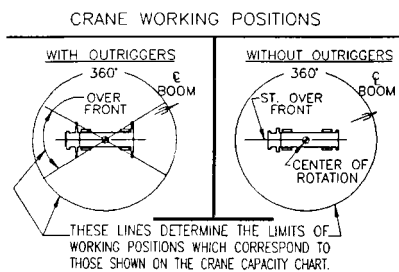 CRANE WORKING POSITIONS
WITH OUTRIGGERS
360°
℄
BOOM
OVER
FRONT
WITHOUT OUTRIGGERS
360°
℄
BOOM
ST. OVER
FRONT
CENTER OF
ROTATION
THESE LINES DETERMINE THE LIMITS OF
WORKING POSITIONS WHICH CORRESPOND TO
THOSE SHOWN ON THE CRANE CAPACITY CHART.